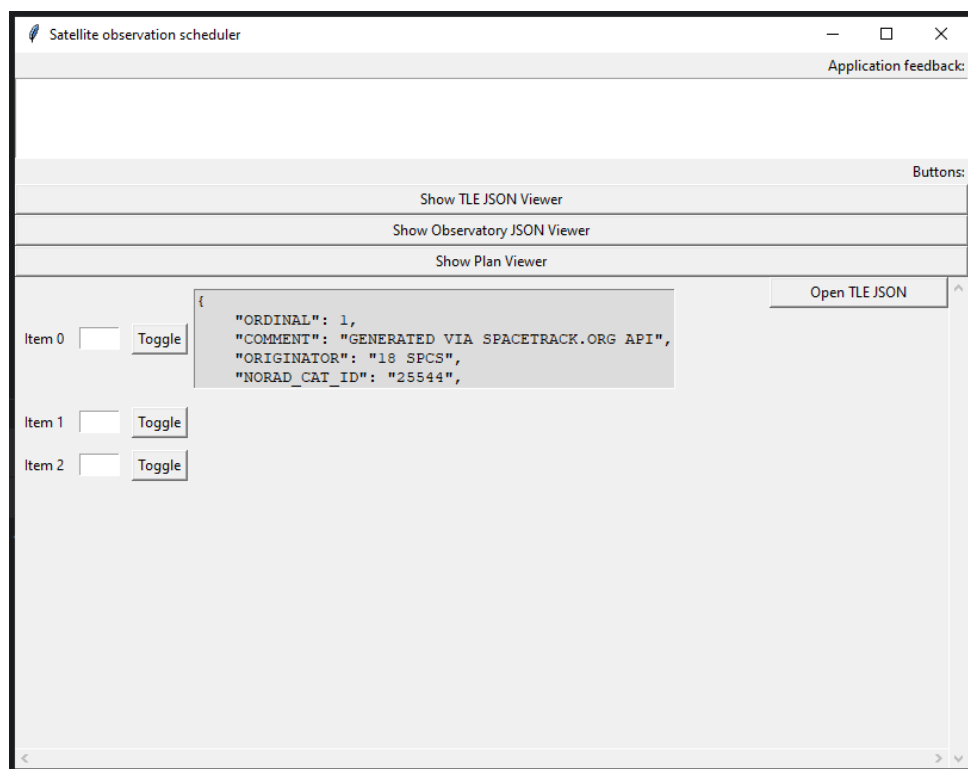 Satellite observation scheduler
Application feedback:
Buttons:
Show TLE JSON Viewer
Show Observatory JSON Viewer
Show Plan Viewer
Open TLE JSON
Item 0 Toggle
{
"ORDINAL": 1,
"COMMENT": "GENERATED VIA SPACETRACK.ORG API",
"ORIGINATOR": "18 SPCS",
"NORAD_CAT_ID": "25544",
Item 1 Toggle
Item 2 Toggle